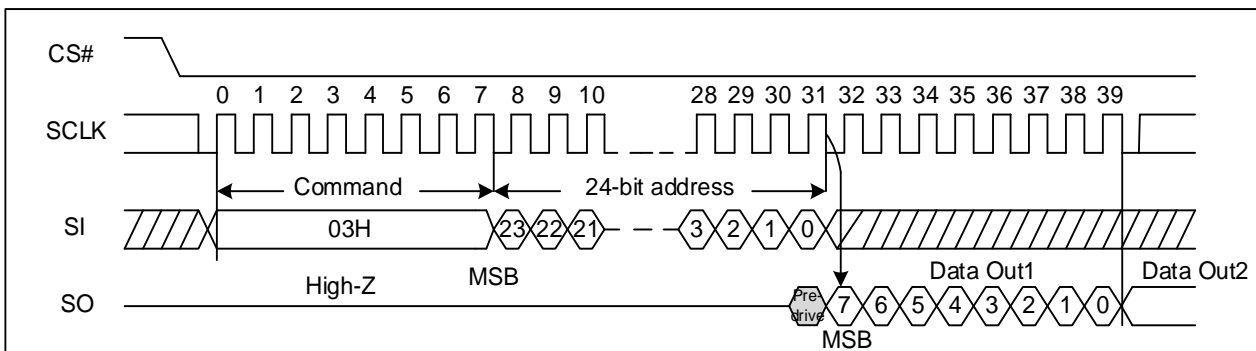 CS#
0 1 2 3 4 5 6 7 8 9 10 28 29 30 31 32 33 34 35 36 37 38 39
SCLK
Command 24-bit address
SI 03H 23 22 21 3 2 1 0
High-Z MSB Data Out1 Data Out2
SO Pre-drive 7 6 5 4 3 2 1 0
MSB